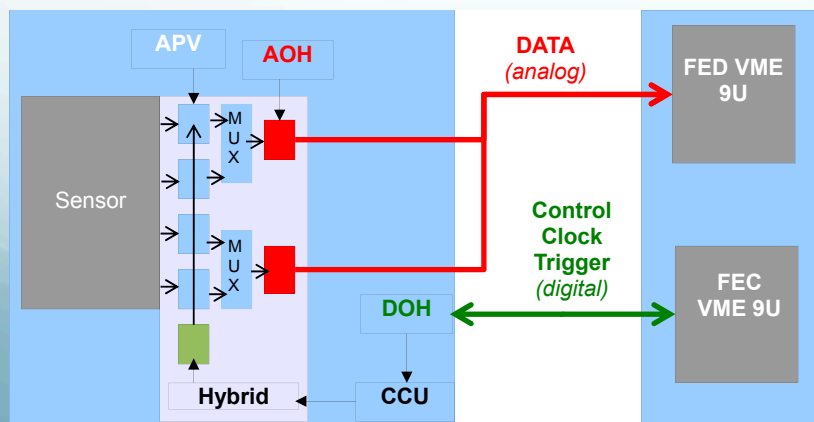 APV
AOH
DATA
(analog)
FED VME
9U
M
U
X
Sensor
M
U
X
Control
Clock
Trigger
(digital)
DOH
FEC
VME 9U
Hybrid
CCU